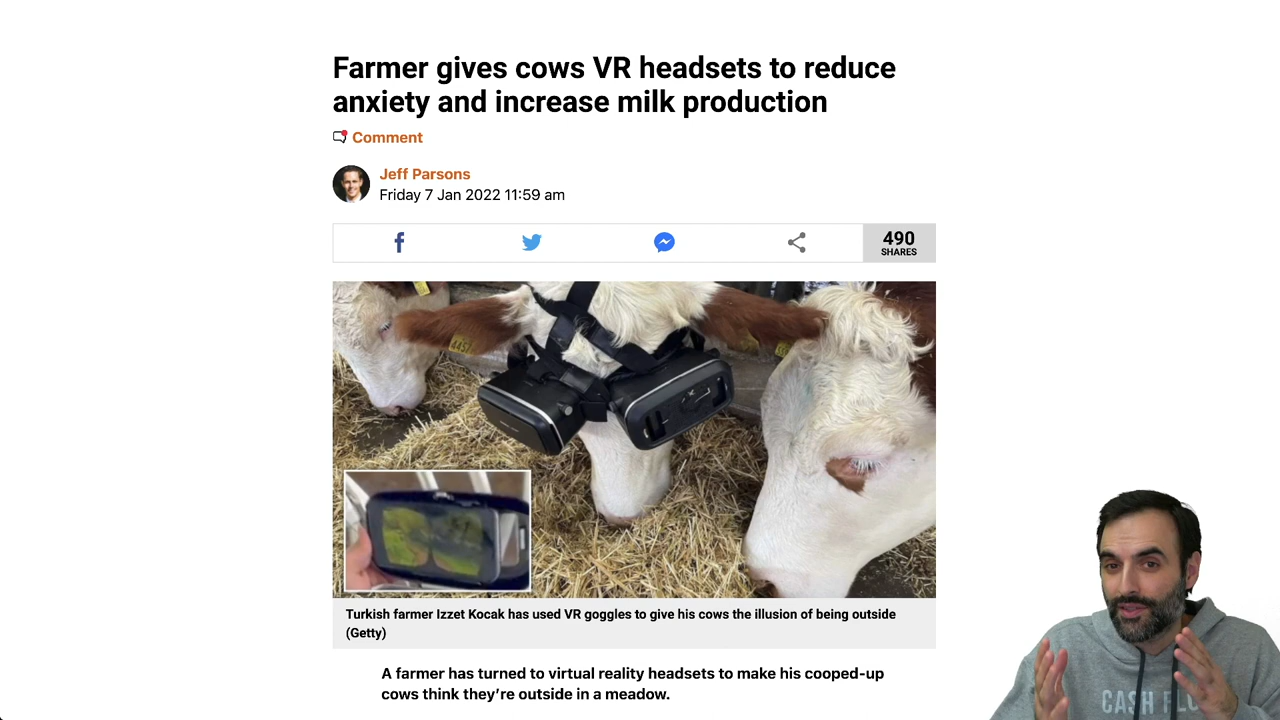 Farmer gives cows VR headsets to reduce
anxiety and increase milk production
Comment
Jeff Parsons
Friday 7 Jan 2022 11:59 am
490
SHARES
445
Turkish farmer Izzet Kocak has used VR goggles to give his cows the illusion of being outside
(Getty)
A farmer has turned to virtual reality headsets to make his cooped-up
cows think they're outside in a meadow.
CASH FLO